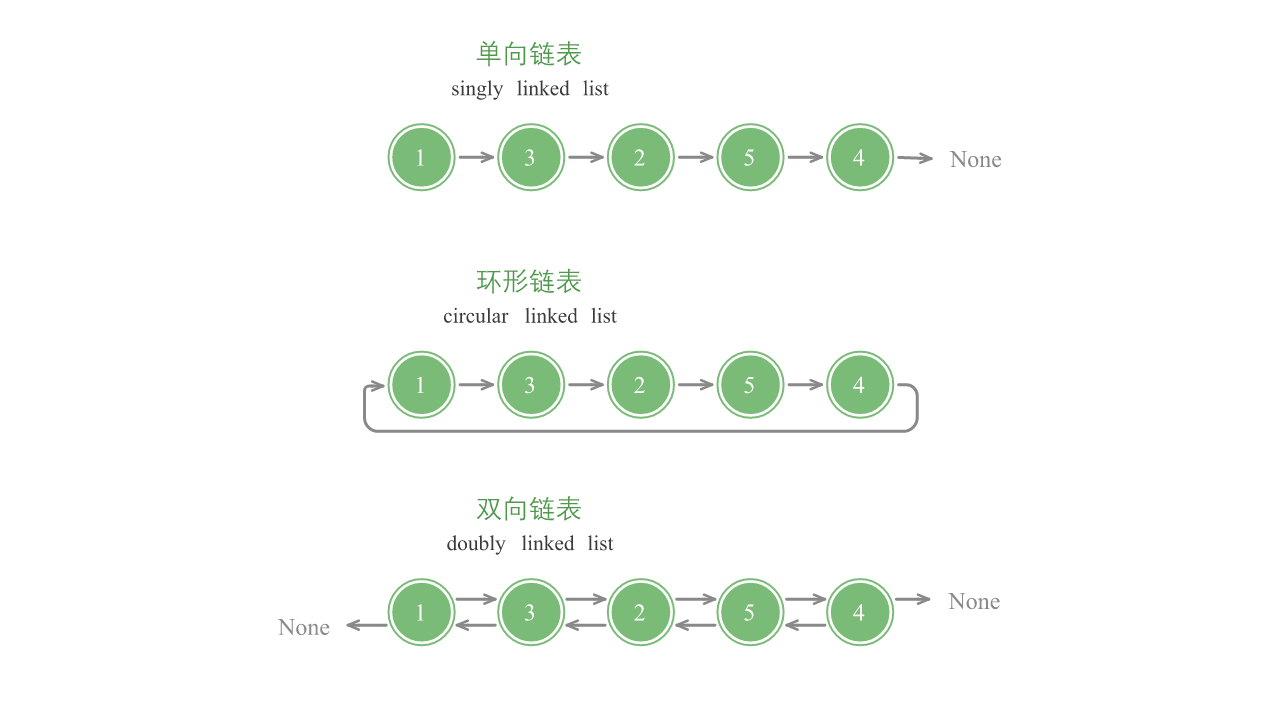 单向链表
singly linked list
1 3 2 5 4 None
环形链表
circular linked list
1 3 2 5 4
双向链表
doubly linked list
1 3 2 5 4 None
None